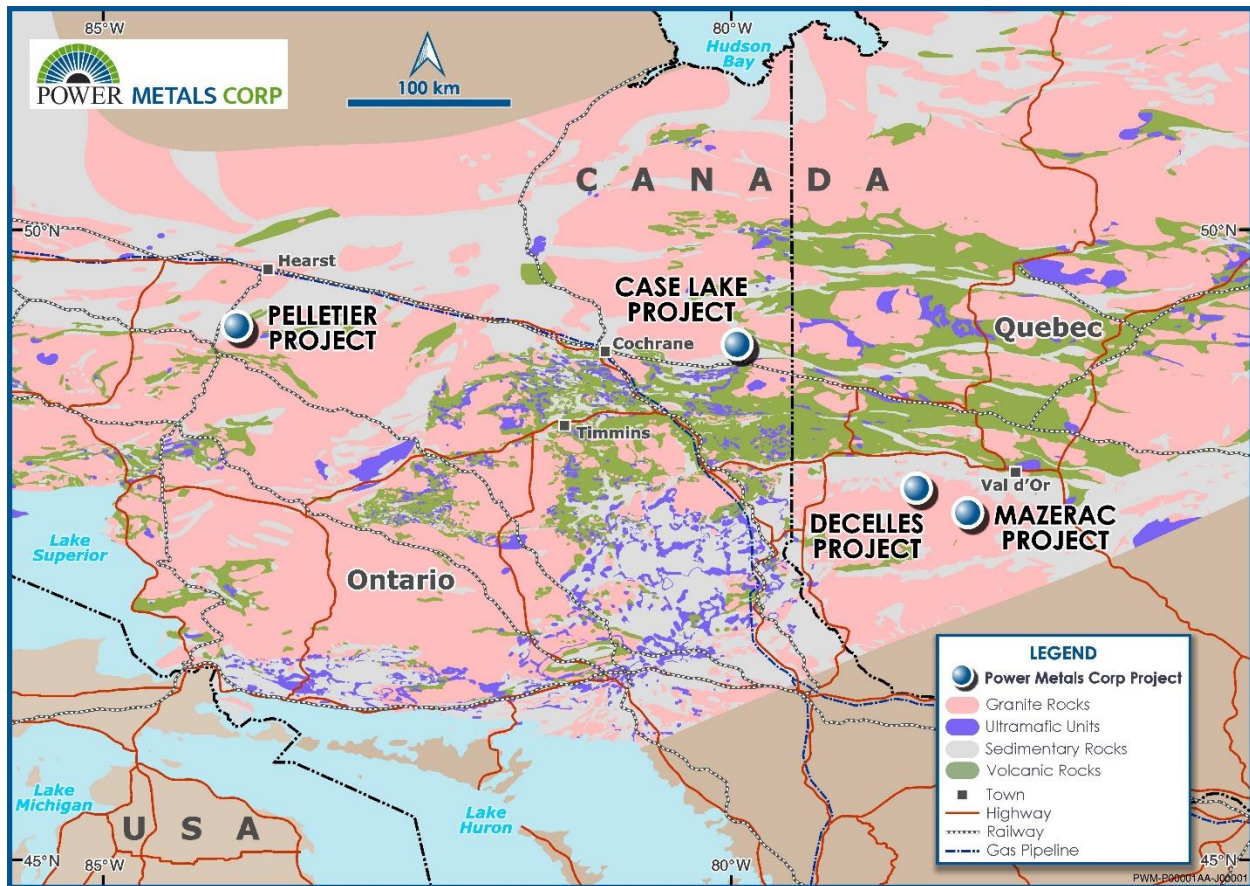 85°W
80°W
Hudson
Bay
POWER METALS CORP
100 km
CANADA
50°N
50°N
Hearst
PELLETIER
PROJECT
CASE LAKE
PROJECT
Quebec
Cochrane
Timmins
Val d'Or
DECELLES
PROJECT
MAZERAC
PROJECT
Lake
Superior
Ontario
LEGEND
Power Metals Corp Project
Granite Rocks
Ultramafic Units
Sedimentary Rocks
Volcanic Rocks
Town
Highway
Railway
Gas Pipeline
Lake
Michigan
USA
Lake
Huron
45°N
85°W
80°W
45°N
PWM-P00001AA-J00001